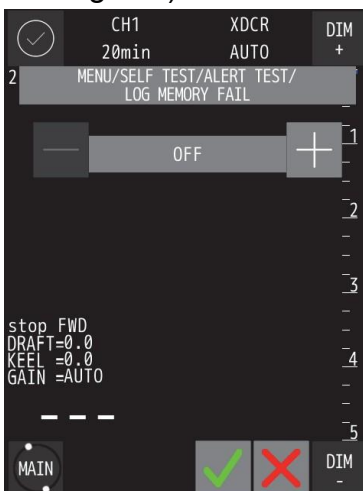 CH1 XDCR DIM
20min AUTO +
2 MENU/SELF TEST/ALERT TEST/
LOG MEMORY FAIL
1
— OFF +
2
3
stop FWD
DRAFT=0.0
KEEL =0.0
GAIN =AUTO
4
— — —
5
MAIN DIM
-